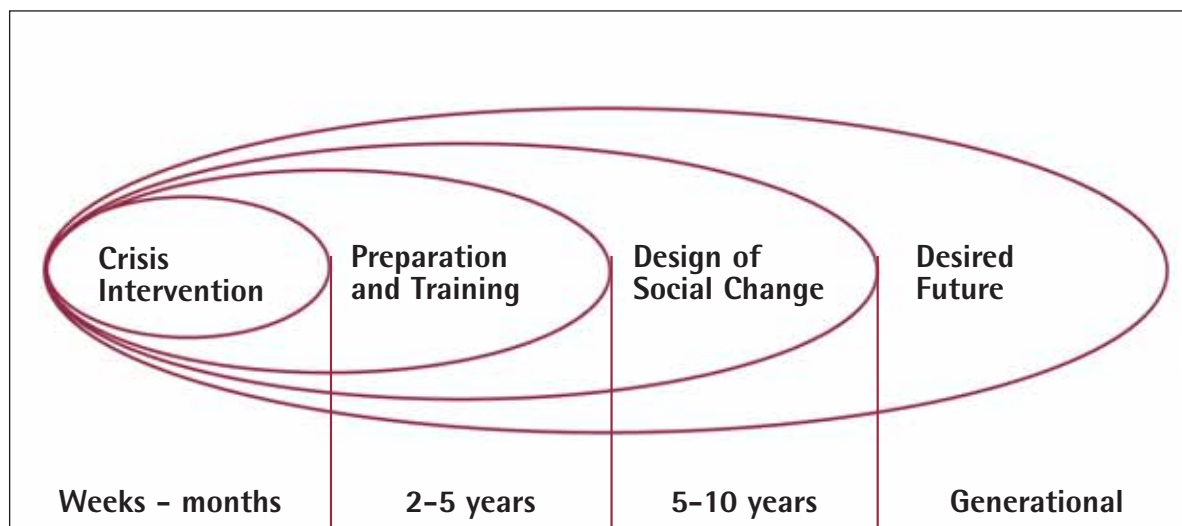 Crisis
Intervention
Preparation
and Training
Design of
Social Change
Desired
Future
Weeks - months
2-5 years
5-10 years
Generational